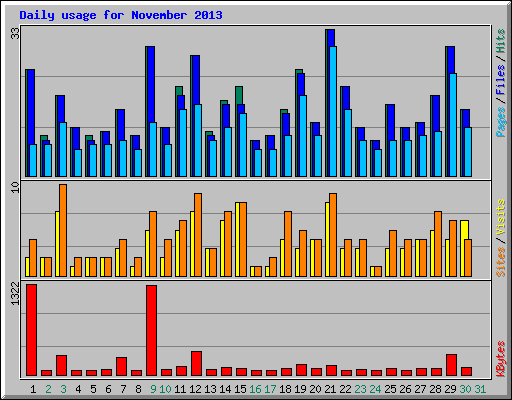 Daily usage for November 2013
33
Pages / Files / Hits
10
Sites / Visits
1322
KBytes
1 2 3 4 5 6 7 8 9 10 11 12 13 14 15 16 17 18 19 20 21 22 23 24 25 26 27 28 29 30 31